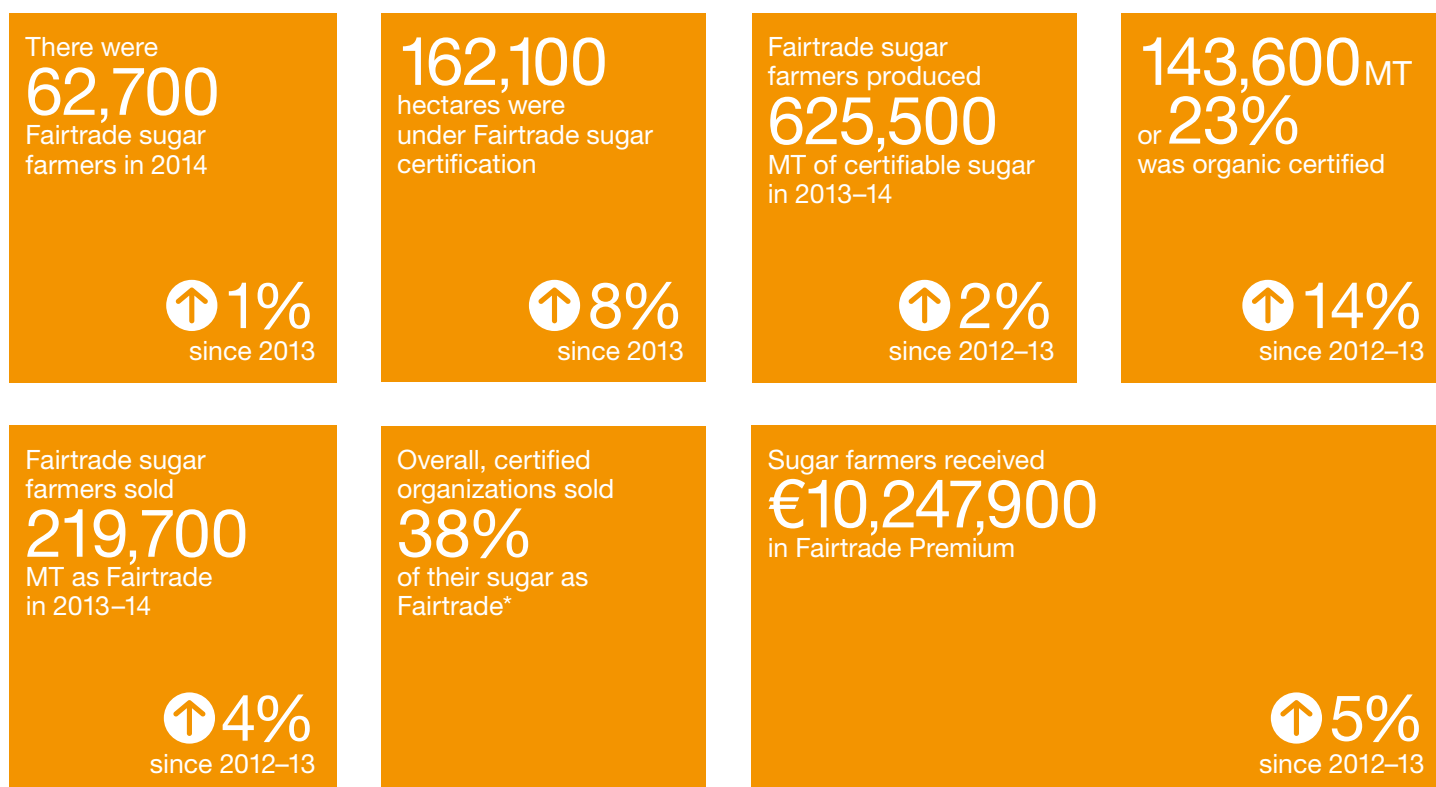 There were
62,700
Fairtrade sugar
farmers in 2014
1%
since 2013
162,100
hectares were
under Fairtrade sugar
certification
8%
since 2013
Fairtrade sugar
farmers produced
625,500
MT of certifiable sugar
in 2013–14
2%
since 2012–13
143,600 MT
or 23%
was organic certified
14%
since 2012–13
Fairtrade sugar
farmers sold
219,700
MT as Fairtrade
in 2013–14
4%
since 2012–13
Overall, certified
organizations sold
38%
of their sugar as
Fairtrade*
Sugar farmers received
€10,247,900
in Fairtrade Premium
5%
since 2012–13